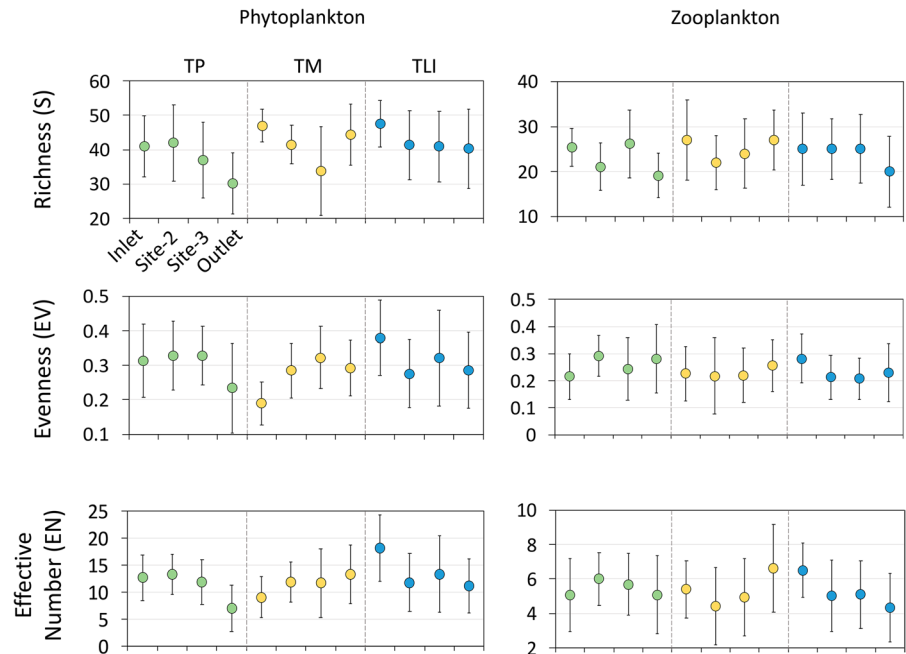 Phytoplankton
Zooplankton
TP TM TLI
Richness (S)
60
50
40
30
20
40
30
20
10
Inlet
Site-2
Site-3
Outlet
Evenness (EV)
0.5
0.4
0.3
0.2
0.1
0.5
0.4
0.3
0.2
0.1
0
Effective
Number (EN)
25
20
15
10
5
0
10
8
6
4
2